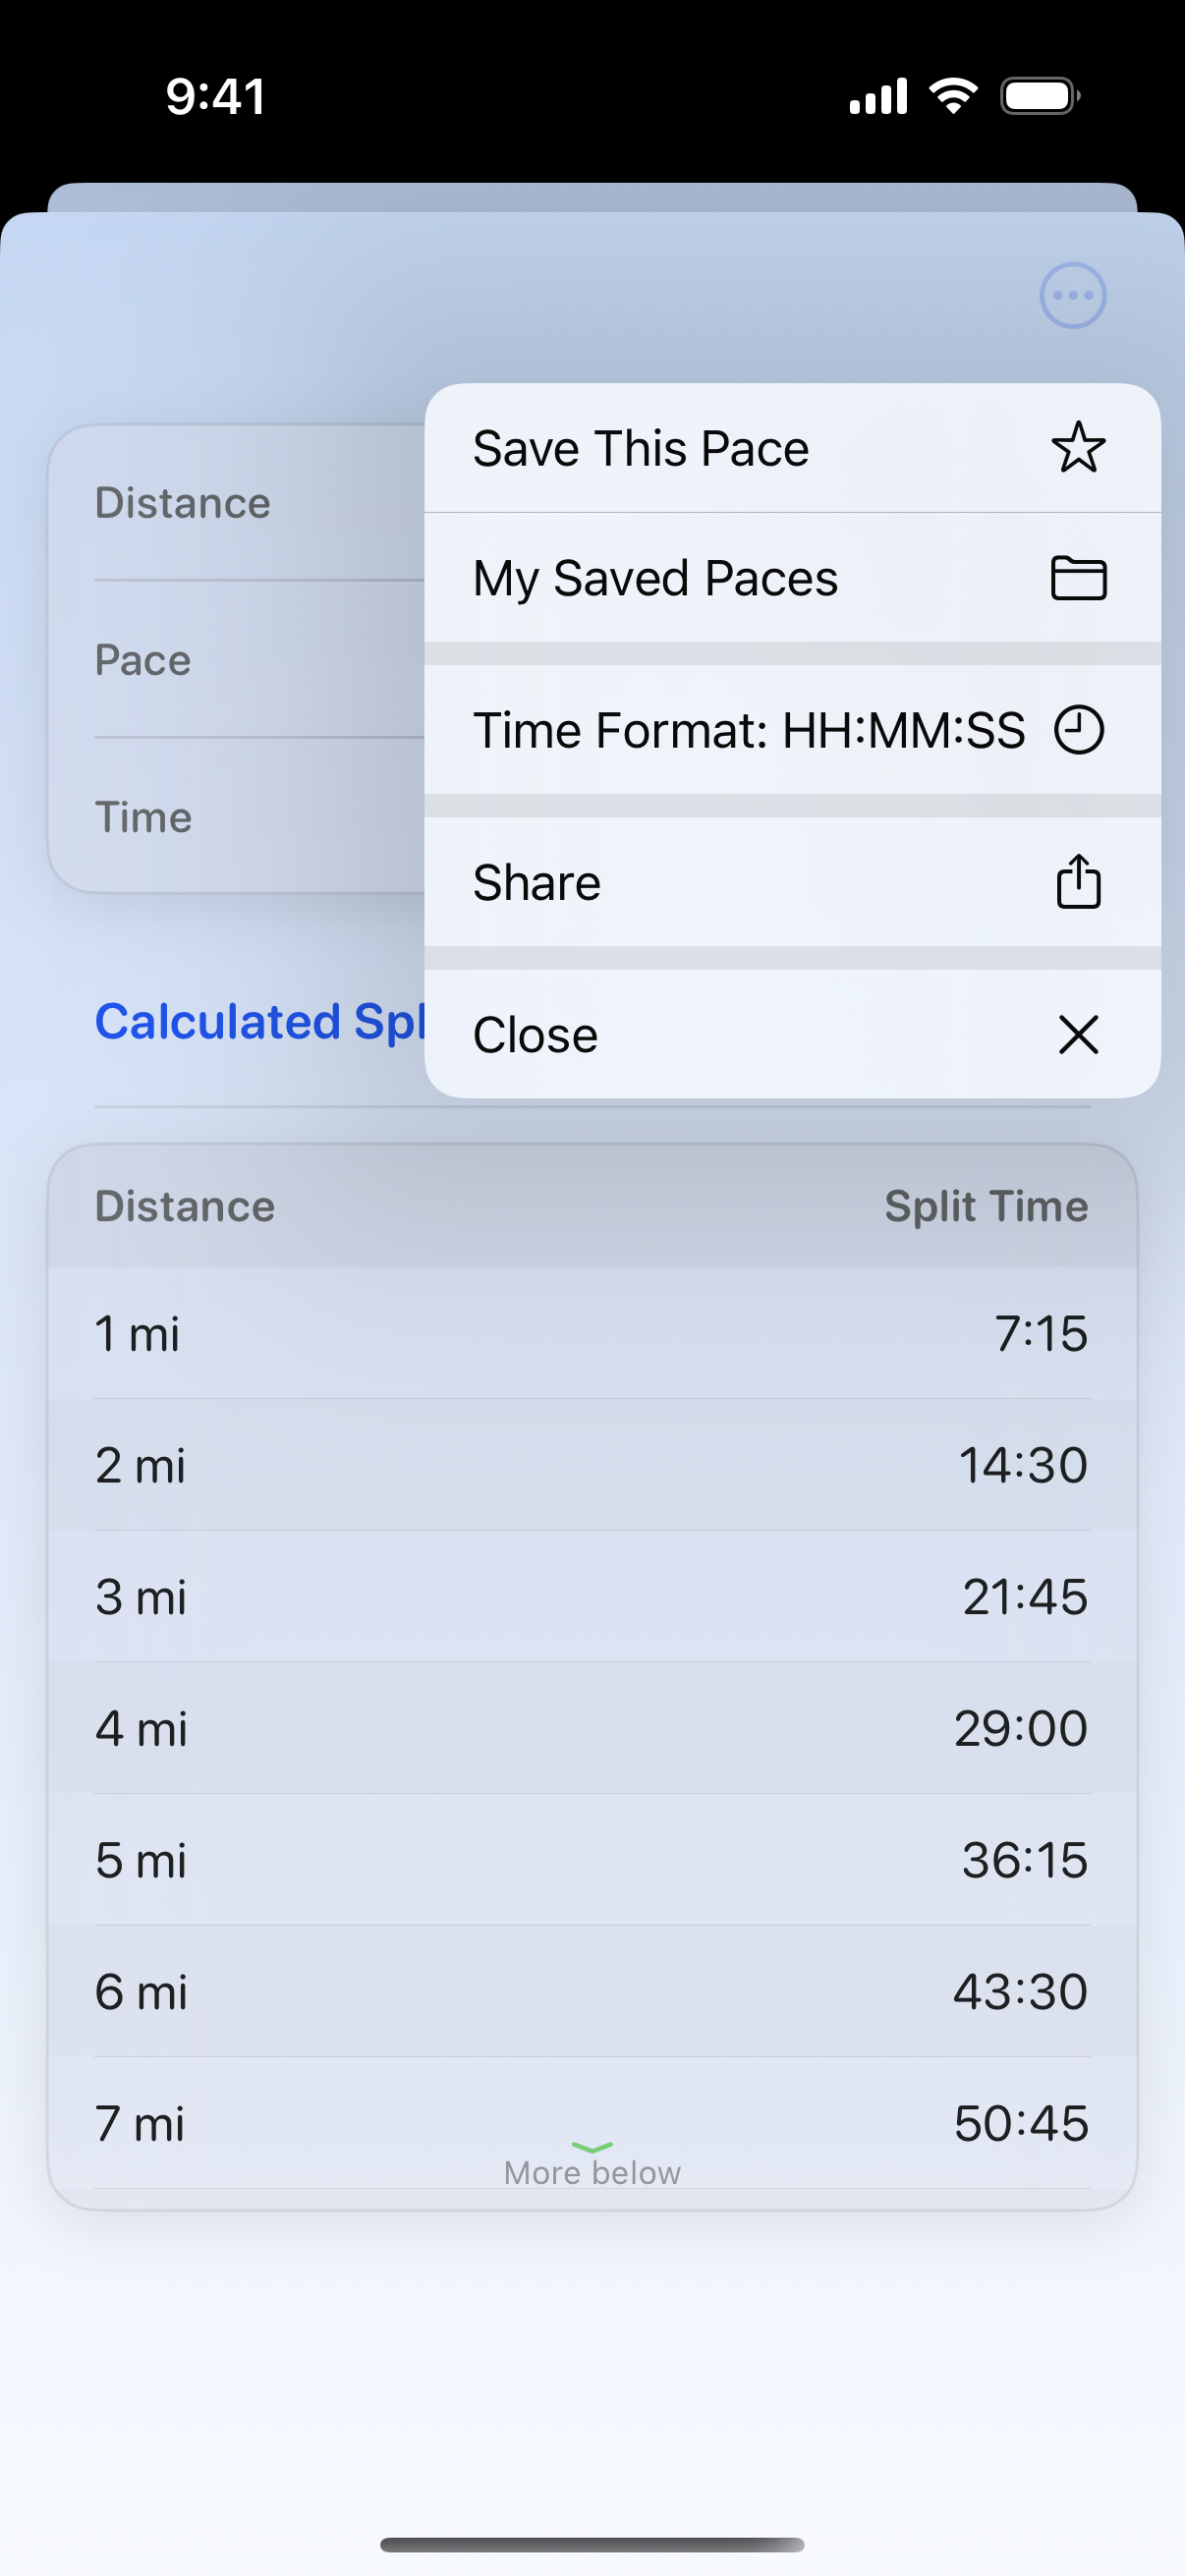 9:41
Save This Pace
Distance
My Saved Paces
Pace
Time Format: HH:MM:SS
Time
Share
Calculated Spl
Close
Distance Split Time
1 mi 7:15
2 mi 14:30
3 mi 21:45
4 mi 29:00
5 mi 36:15
6 mi 43:30
7 mi 50:45
More below